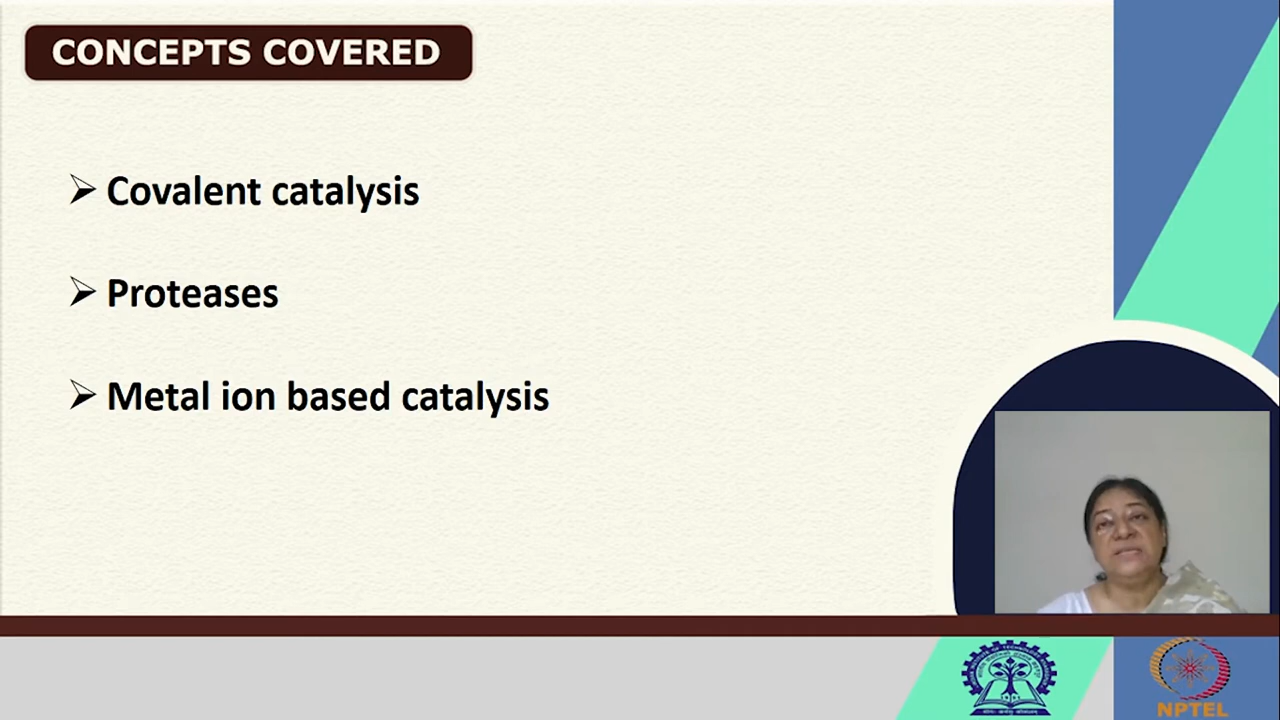 CONCEPTS COVERED
➢ Covalent catalysis
➢ Proteases
➢ Metal ion based catalysis
NPTEL